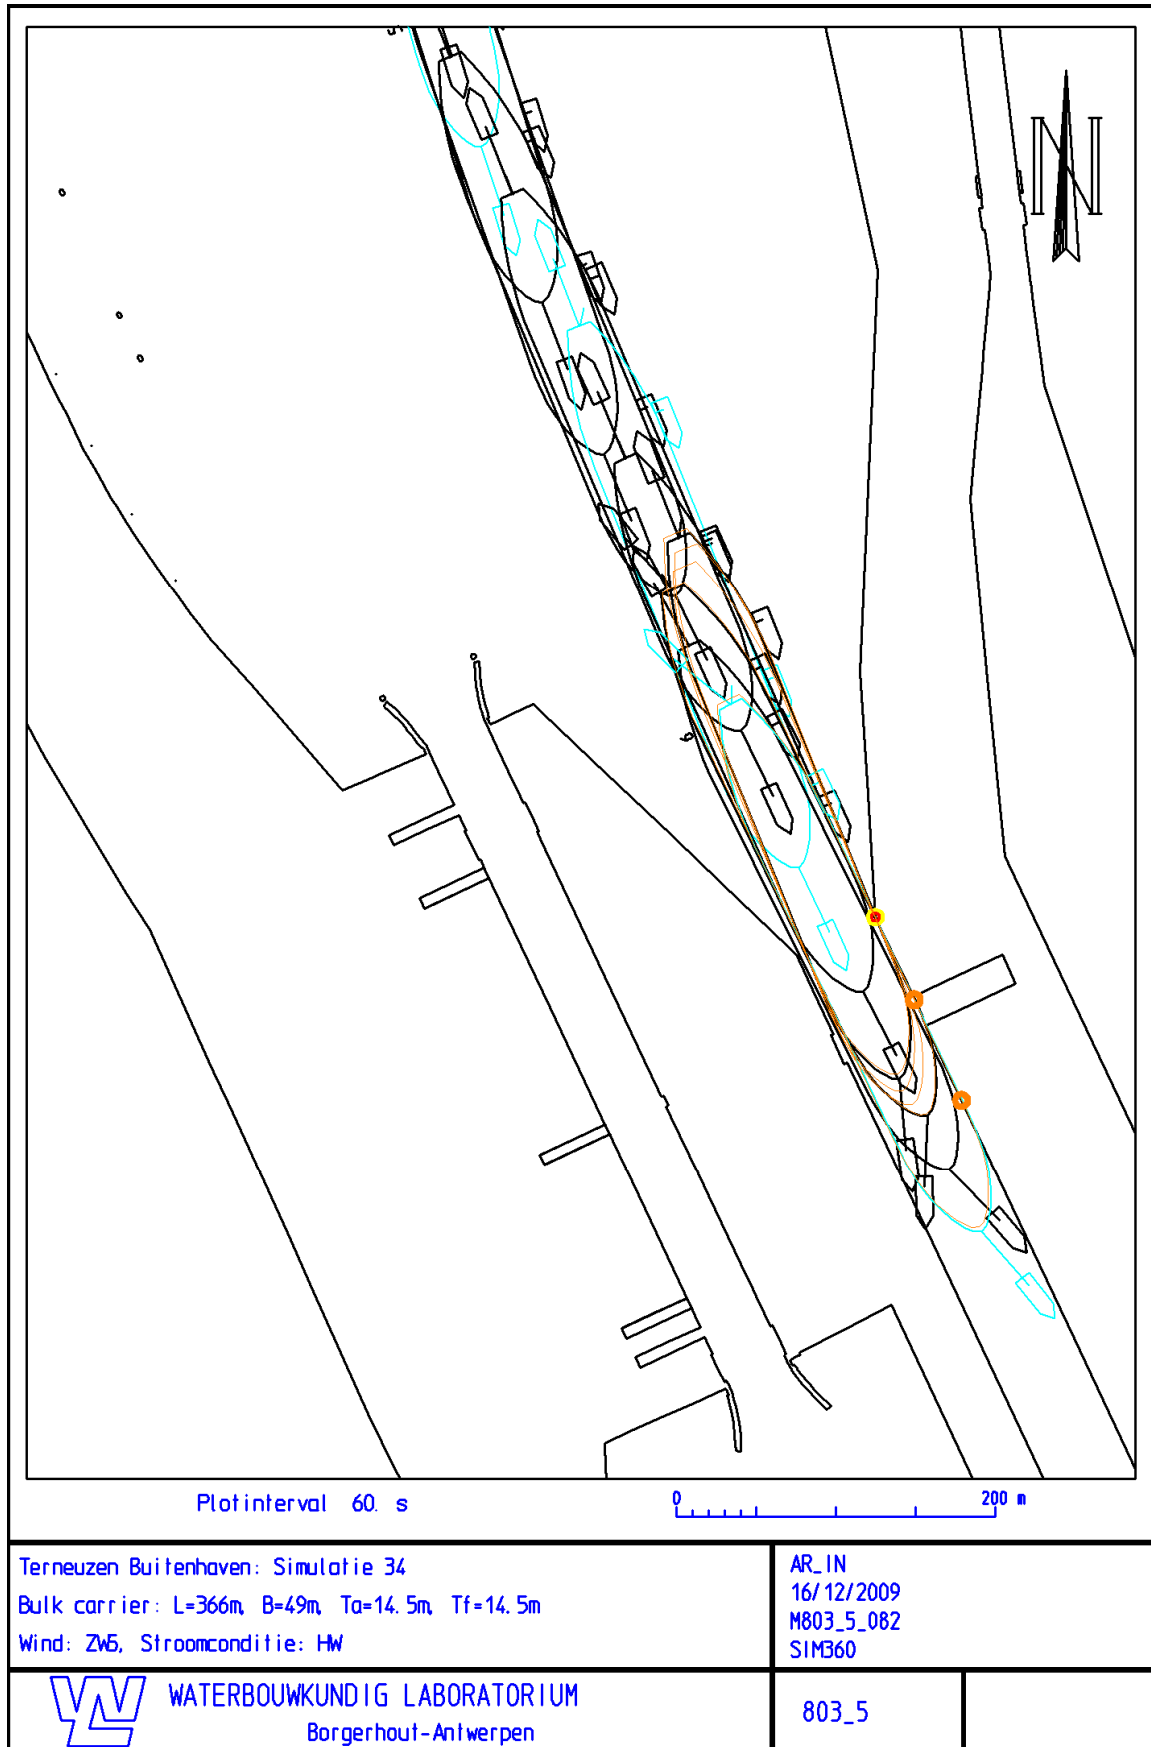 N
Plotinterval 60. s
0 200 m
Terneuzen Buitenhaven: Simulatie 34
Bulk carrier: L=366m, B=49m, Ta=14.5m, Tf=14.5m
Wind: ZW5, Stroomconditie: HW
AR_IN
16/12/2009
M803_5_082
SIM360
WATERBOUWKUNDIG LABORATORIUM
Borgerhout-Antwerpen
803_5